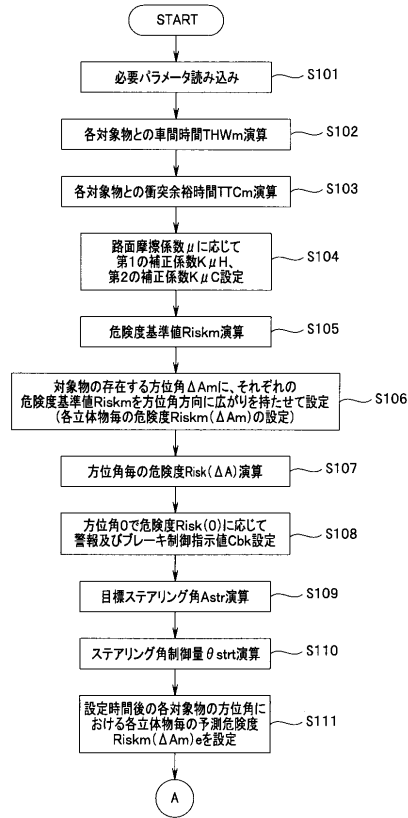 START
必要パラメータ読み込み
S101
各対象物との車間時間THWm演算
S102
各対象物との衝突余裕時間TTCm演算
S103
路面摩擦係数μに応じて
第1の補正係数KμH、
第2の補正係数KμC設定
S104
危険度基準値Riskm演算
S105
対象物の存在する方位角ΔAmに、それぞれの
危険度基準値Riskmを方位角方向に広がりを持たせて設定
(各立体物毎の危険度Riskm(ΔAm)の設定)
S106
方位角毎の危険度Risk(ΔA)演算
S107
方位角0で危険度Risk(0)に応じて
警報及びブレーキ制御指示値Cbk設定
S108
目標ステアリング角Astr演算
S109
ステアリング角制御量θstrt演算
S110
設定時間後の各対象物の方位角に
おける各立体物毎の予測危険度
Riskm(ΔAm)eを設定
S111
A